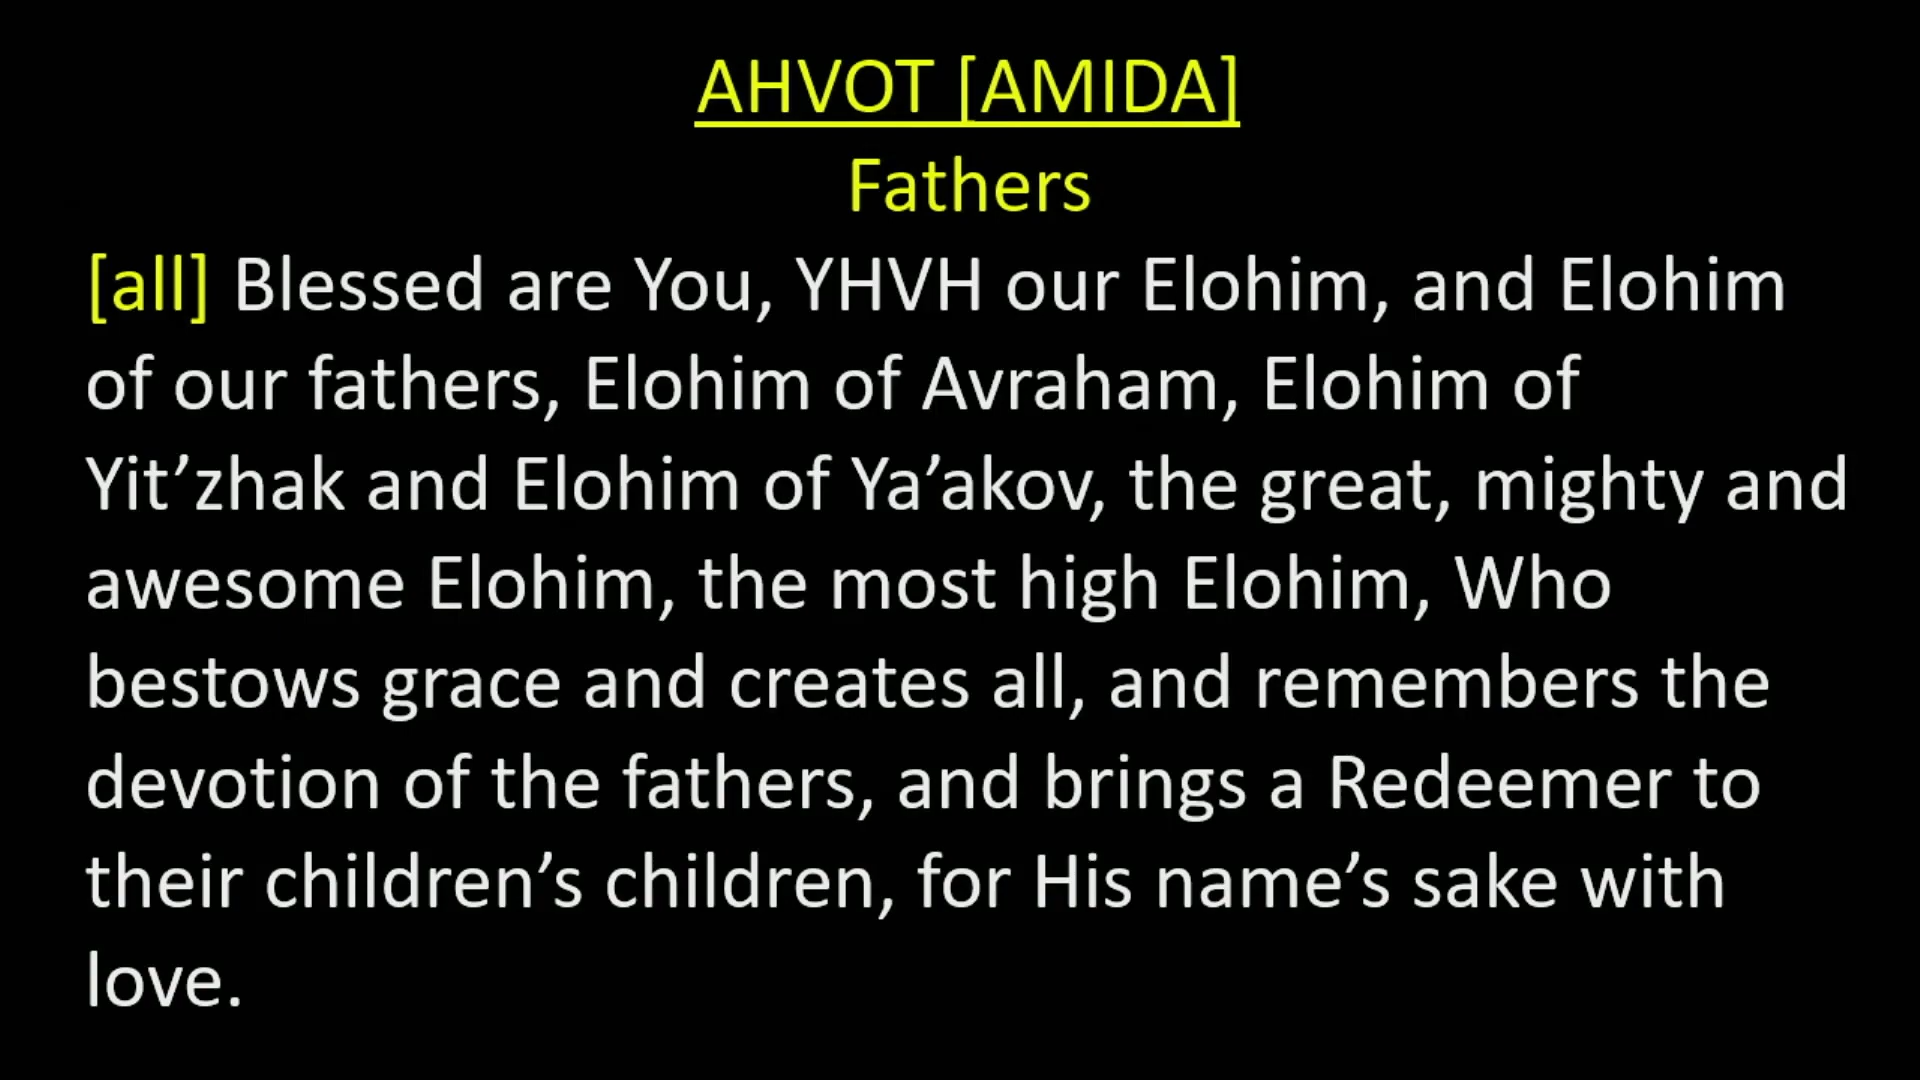 AHVOT [AMIDA]
Fathers
[all] Blessed are You, YHVH our Elohim, and Elohim
of our fathers, Elohim of Avraham, Elohim of
Yit’zhak and Elohim of Ya’akov, the great, mighty and
awesome Elohim, the most high Elohim, Who
bestows grace and creates all, and remembers the
devotion of the fathers, and brings a Redeemer to
their children’s children, for His name’s sake with
love.